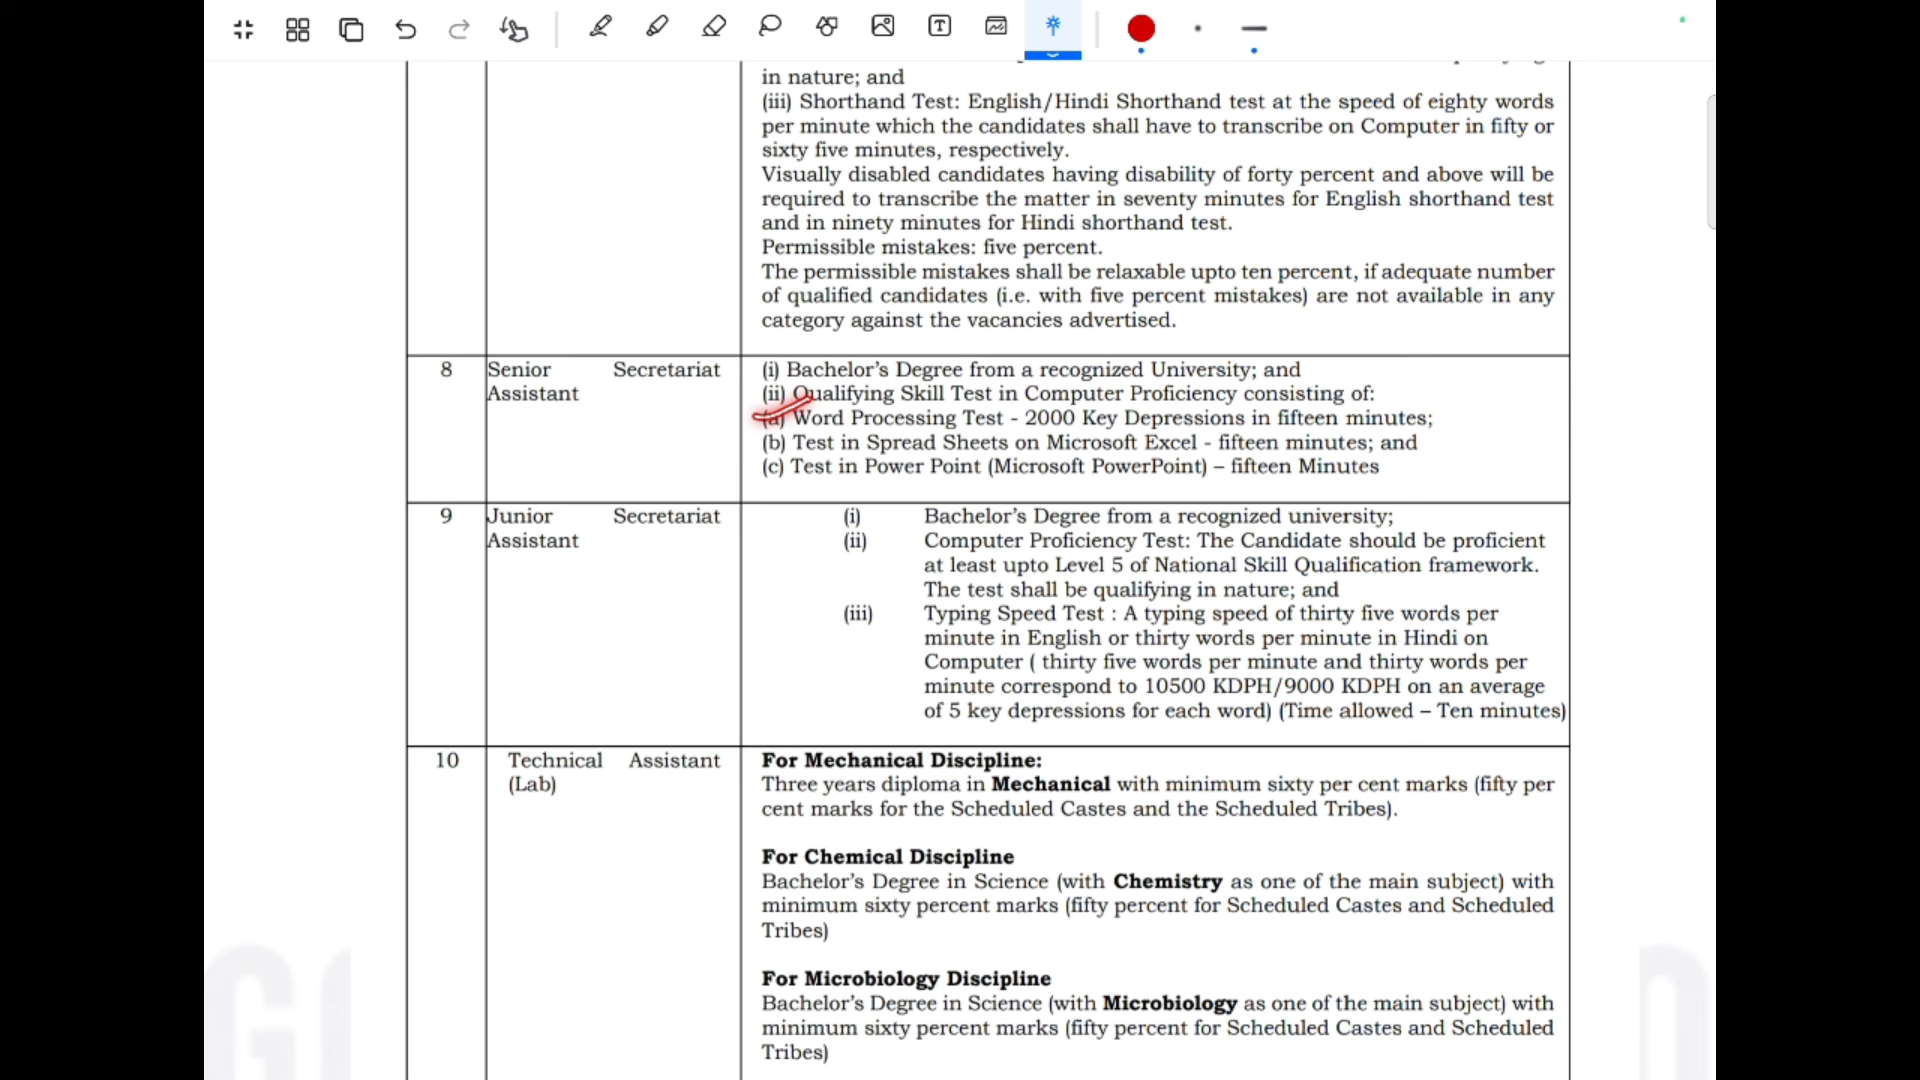 in nature; and
(iii) Shorthand Test: English/Hindi Shorthand test at the speed of eighty words
per minute which the candidates shall have to transcribe on Computer in fifty or
sixty five minutes, respectively.
Visually disabled candidates having disability of forty percent and above will be
required to transcribe the matter in seventy minutes for English shorthand test
and in ninety minutes for Hindi shorthand test.
Permissible mistakes: five percent.
The permissible mistakes shall be relaxable upto ten percent, if adequate number
of qualified candidates (i.e. with five percent mistakes) are not available in any
category against the vacancies advertised.
8
Senior Secretariat
Assistant
(i) Bachelor's Degree from a recognized University; and
(ii) Qualifying Skill Test in Computer Proficiency consisting of:
(a) Word Processing Test - 2000 Key Depressions in fifteen minutes;
(b) Test in Spread Sheets on Microsoft Excel - fifteen minutes; and
(c) Test in Power Point (Microsoft PowerPoint) – fifteen Minutes
9
Junior Secretariat
Assistant
(i) Bachelor's Degree from a recognized university;
(ii) Computer Proficiency Test: The Candidate should be proficient
at least upto Level 5 of National Skill Qualification framework.
The test shall be qualifying in nature; and
(iii) Typing Speed Test : A typing speed of thirty five words per
minute in English or thirty words per minute in Hindi on
Computer ( thirty five words per minute and thirty words per
minute correspond to 10500 KDPH/9000 KDPH on an average
of 5 key depressions for each word) (Time allowed – Ten minutes)
10
Technical Assistant
(Lab)
For Mechanical Discipline:
Three years diploma in Mechanical with minimum sixty per cent marks (fifty per
cent marks for the Scheduled Castes and the Scheduled Tribes).
For Chemical Discipline
Bachelor's Degree in Science (with Chemistry as one of the main subject) with
minimum sixty percent marks (fifty percent for Scheduled Castes and Scheduled
Tribes)
For Microbiology Discipline
Bachelor's Degree in Science (with Microbiology as one of the main subject) with
minimum sixty percent marks (fifty percent for Scheduled Castes and Scheduled
Tribes)